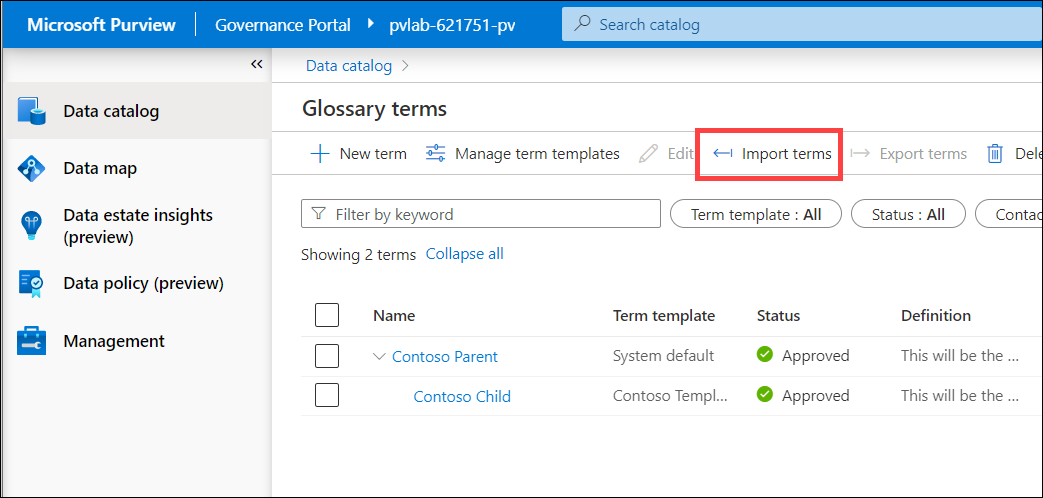 Microsoft Purview
Governance Portal
pvlab-621751-pv
Search catalog
Data catalog
Data map
Data estate insights
(preview)
Data policy (preview)
Management
Data catalog
Glossary terms
New term
Manage term templates
Edit
Import terms
Export terms
Dele
Filter by keyword
Term template : All
Status : All
Contac
Showing 2 terms Collapse all
Name Term template Status Definition
Contoso Parent System default Approved This will be the ...
Contoso Child Contoso Templ... Approved This will be the ...